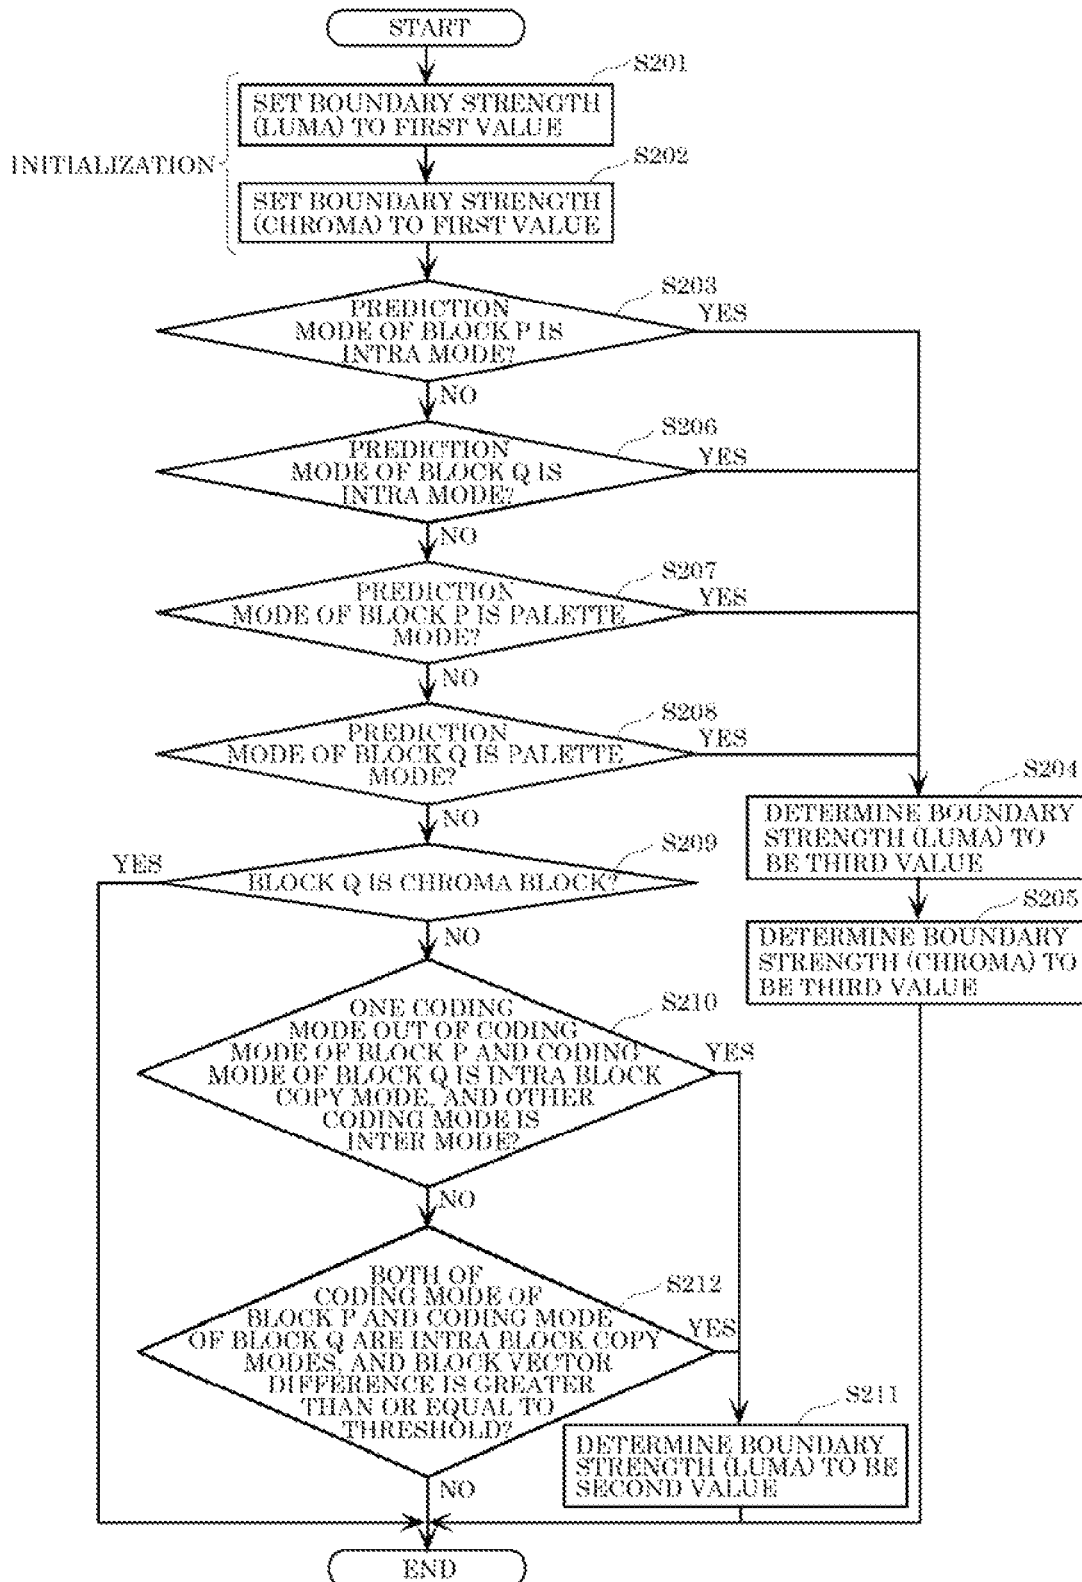 START
S201
SET BOUNDARY STRENGTH
(LUMA) TO FIRST VALUE
INITIALIZATION
S202
SET BOUNDARY STRENGTH
(CHROMA) TO FIRST VALUE
S203
PREDICTION
MODE OF BLOCK P IS
INTRA MODE?
YES
NO
S206
PREDICTION
MODE OF BLOCK Q IS
INTRA MODE?
YES
NO
S207
PREDICTION
MODE OF BLOCK P IS PALETTE
MODE?
YES
NO
S208
PREDICTION
MODE OF BLOCK Q IS PALETTE
MODE?
YES
NO
S204
DETERMINE BOUNDARY
STRENGTH (LUMA) TO
BE THIRD VALUE
S205
DETERMINE BOUNDARY
STRENGTH (CHROMA) TO
BE THIRD VALUE
S209
YES
BLOCK Q IS CHROMA BLOCK?
NO
S210
ONE CODING
MODE OUT OF CODING
MODE OF BLOCK P AND CODING
MODE OF BLOCK Q IS INTRA BLOCK
COPY MODE, AND OTHER
CODING MODE IS
INTER MODE?
YES
NO
S212
BOTH OF
CODING MODE OF
BLOCK P AND CODING MODE
OF BLOCK Q ARE INTRA BLOCK COPY
MODES, AND BLOCK VECTOR
DIFFERENCE IS GREATER
THAN OR EQUAL TO
THRESHOLD?
YES
NO
S211
DETERMINE BOUNDARY
STRENGTH (LUMA) TO BE
SECOND VALUE
END